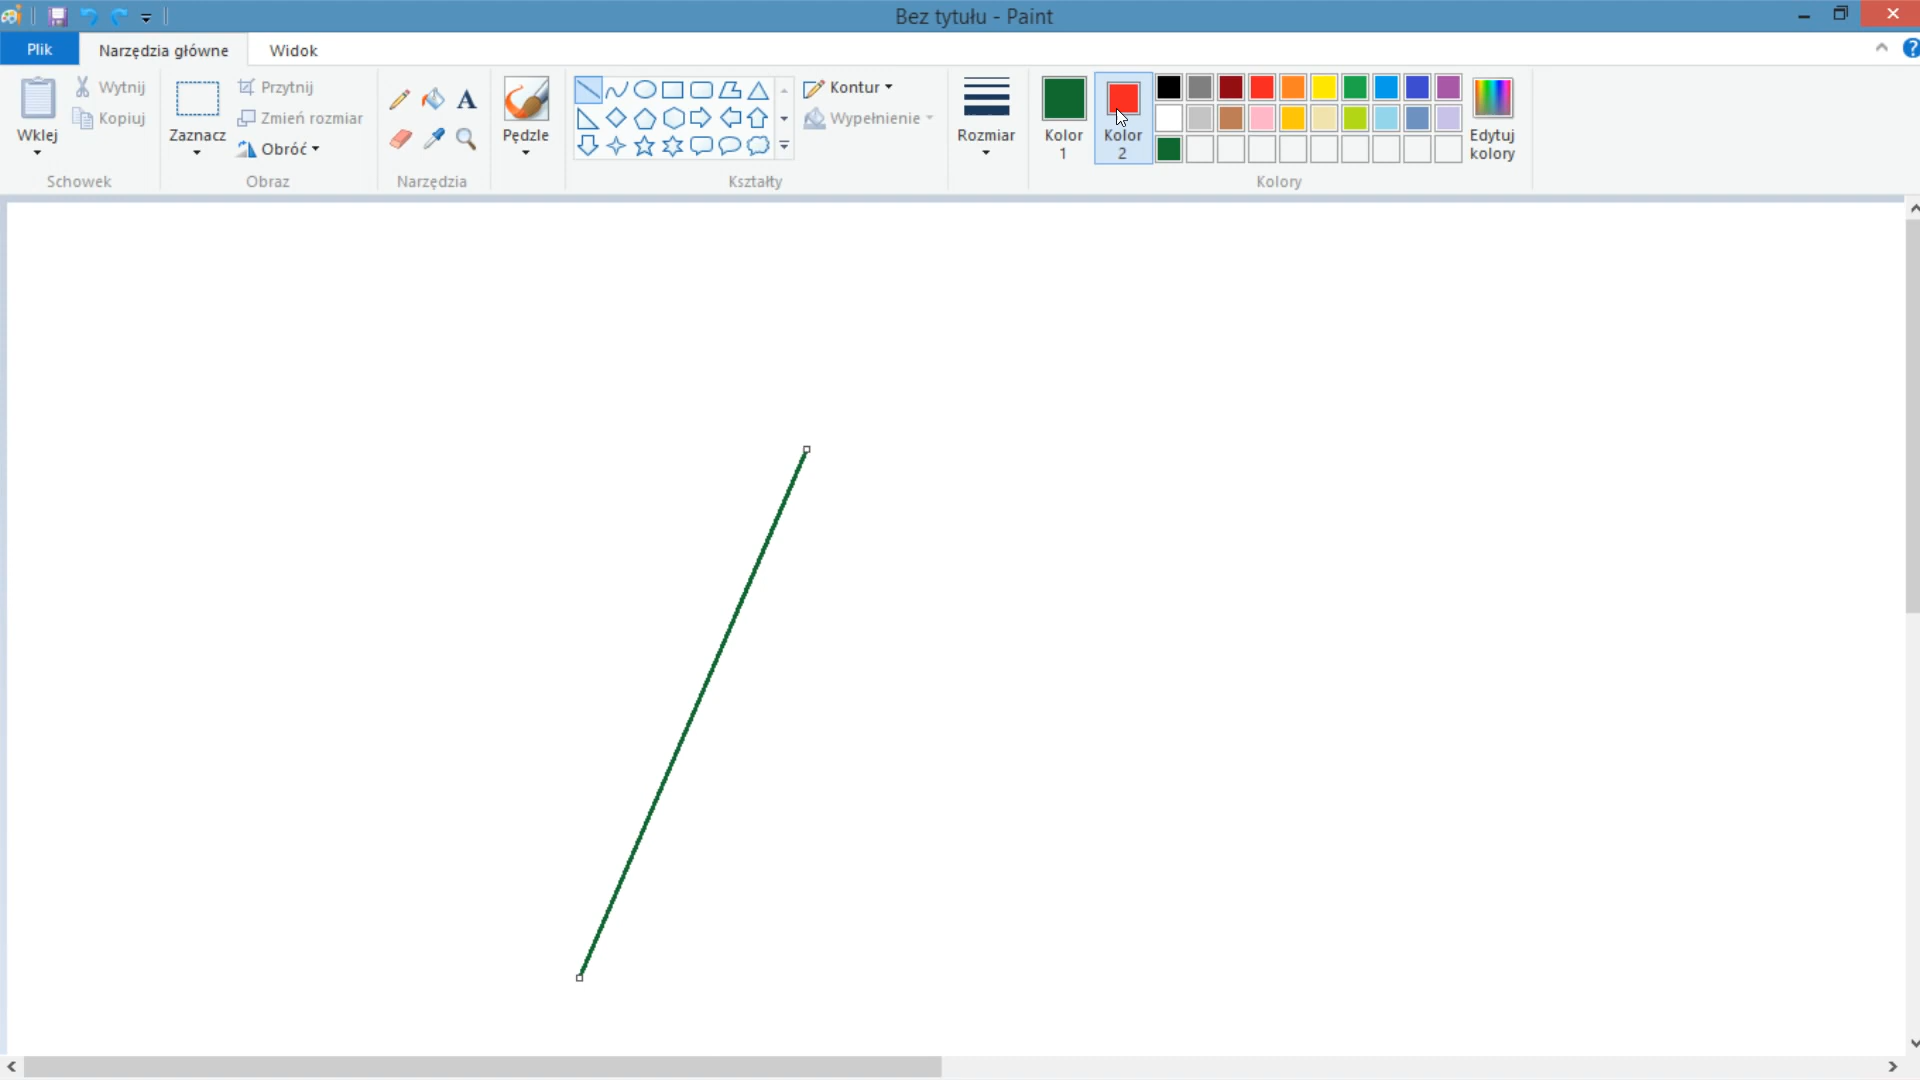 Bez tytułu - Paint
Plik
Narzędzia główne
Widok
Wklej
Wytnij
Kopiuj
Schowek
Zaznacz
Przytnij
Zmień rozmiar
Obróć
Obraz
A
Narzędzia
Pędzle
Kontur
Wypełnienie
Kształty
Rozmiar
Kolor
1
Kolor
2
Edytuj
kolory
Kolory